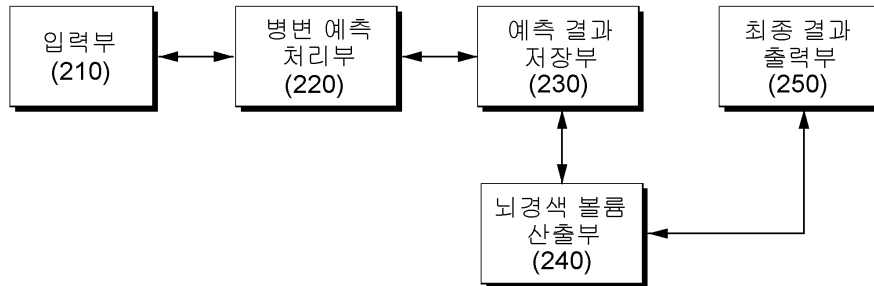 입력부
(210)
병변 예측
처리부
(220)
예측 결과
저장부
(230)
최종 결과
출력부
(250)
뇌경색 볼륨
산출부
(240)